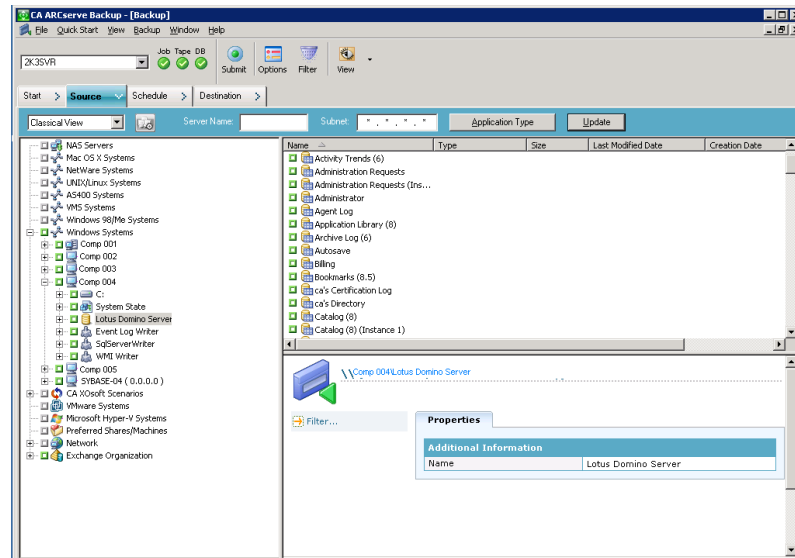 CA ARCserve Backup - [Backup]
File Quick Start View Backup Window Help
2K3SVR
Job Tape DB
Submit Options Filter View
Start > Source Schedule > Destination >
Classical View Server Name: Subnet: Application Type Update
NAS Servers
Mac OS X Systems
NetWare Systems
UNIX/Linux Systems
AS400 Systems
VMS Systems
Windows 98/Me Systems
Windows Systems
Comp 001
Comp 002
Comp 003
Comp 004
C:
System State
Lotus Domino Server
Event Log Writer
SqlServerWriter
WMI Writer
Comp 005
SYBASE-04 ( 0.0.0.0 )
CA XOsoft Scenarios
VMware Systems
Microsoft Hyper-V Systems
Preferred Shares/Machines
Network
Exchange Organization
Name Type Size Last Modified Date Creation Date
Activity Trends (6)
Administration Requests
Administration Requests (Ins...
Administrator
Agent Log
Application Library (8)
Archive Log (6)
Autosave
Billing
Bookmarks (8.5)
ca's Certification Log
ca's Directory
Catalog (8)
Catalog (8) (Instance 1)
\\Comp 004\Lotus Domino Server
Filter...
Properties
Additional Information
Name Lotus Domino Server